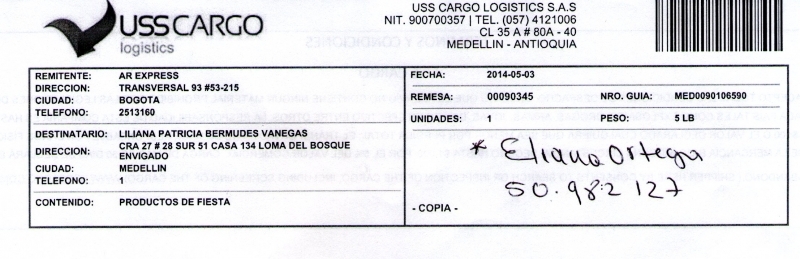 USS CARGO
logistics
USS CARGO LOGISTICS S.A.S
NIT. 900700357 | TEL. (057) 4121006
CL 35 A # 80A - 40
MEDELLIN - ANTIOQUIA
REMITENTE: AR EXPRESS
DIRECCION: TRANSVERSAL 93 #53-215
CIUDAD: BOGOTA
TELEFONO: 2513160
DESTINATARIO: LILIANA PATRICIA BERMUDES VANEGAS
DIRECCION: CRA 27 # 28 SUR 51 CASA 134 LOMA DEL BOSQUE
ENVIGADO
CIUDAD: MEDELLIN
TELEFONO: 1
CONTENIDO: PRODUCTOS DE FIESTA
FECHA: 2014-05-03
REMESA: 00090345 NRO. GUIA: MED0090106590
UNIDADES: PESO: 5 LB
* Eliana Ortega
50.982127
- COPIA -